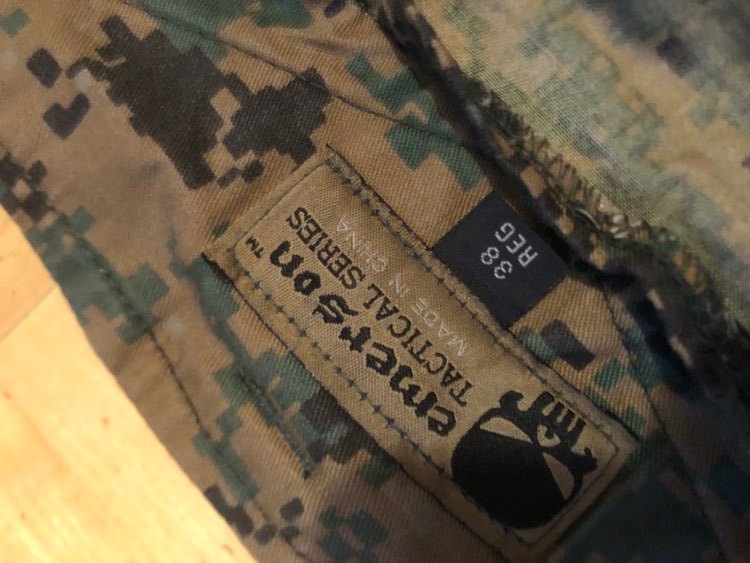 emerson™
TACTICAL SERIES
MADE IN CHINA
38
REG